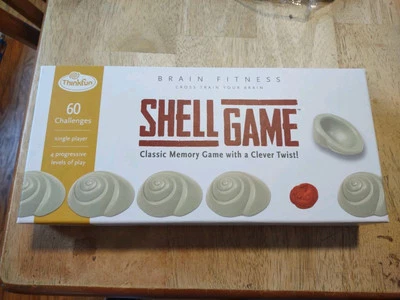 ThinkFun
BRAIN FITNESS
CROSS TRAIN YOUR BRAIN
60
Challenges
single player
4 progressive
levels of play
SHELL GAME
Classic Memory Game with a Clever Twist!